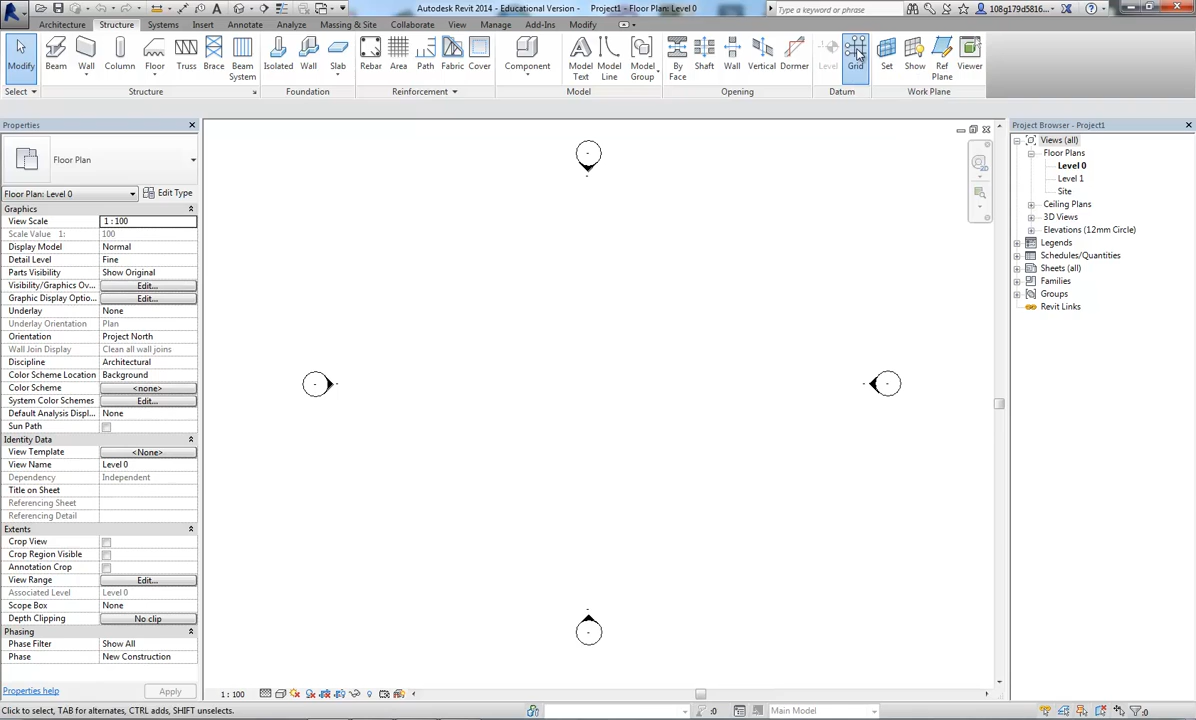 Autodesk Revit 2014 - Educational Version -    Project1 - Floor Plan: Level 0
Type a keyword or phrase
108g179d5816...
Architecture Structure Systems Insert Annotate Analyze Massing & Site Collaborate View Manage Add-Ins Modify
Modify Beam Wall Column Floor Truss Brace Beam System Isolated Wall Slab Rebar Area Path Fabric Cover Component Model Text Model Line Model Group By Face Shaft Wall Vertical Dormer Level Grid Set Show Ref Plane Viewer
Select Structure Foundation Reinforcement Model Opening Datum Work Plane
Properties
Floor Plan
Floor Plan: Level 0 Edit Type
Graphics
View Scale 1 : 100
Scale Value 1: 100
Display Model Normal
Detail Level Fine
Parts Visibility Show Original
Visibility/Graphics Ov... Edit...
Graphic Display Optio... Edit...
Underlay None
Underlay Orientation Plan
Orientation Project North
Wall Join Display Clean all wall joins
Discipline Architectural
Color Scheme Location Background
Color Scheme <none>
System Color Schemes Edit...
Default Analysis Displ... None
Sun Path
Identity Data
View Template <None>
View Name Level 0
Dependency Independent
Title on Sheet
Referencing Sheet
Referencing Detail
Extents
Crop View
Crop Region Visible
Annotation Crop
View Range Edit...
Associated Level Level 0
Scope Box None
Depth Clipping No clip
Phasing
Phase Filter Show All
Phase New Construction
Properties help Apply
1 : 100
Project Browser - Project1
Views (all)
Floor Plans
Level 0
Level 1
Site
Ceiling Plans
3D Views
Elevations (12mm Circle)
Legends
Schedules/Quantities
Sheets (all)
Families
Groups
Revit Links
Click to select, TAB for alternates, CTRL adds, SHIFT unselects. :0 Main Model :0